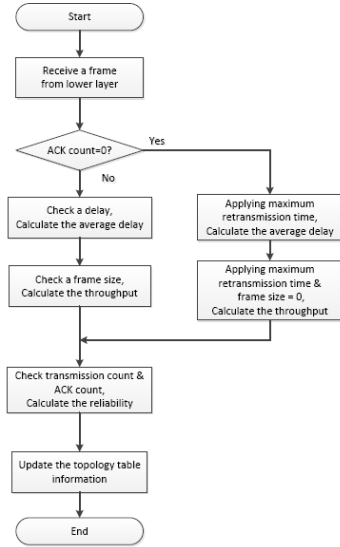 Start
Receive a frame
from lower layer
ACK count=0?
Yes
No
Check a delay,
Calculate the average delay
Applying maximum
retransmission time,
Calculate the average delay
Check a frame size,
Calculate the throughput
Applying maximum
retransmission time &
frame size = 0,
Calculate the throughput
Check transmission count &
ACK count,
Calculate the reliability
Update the topology table
information
End